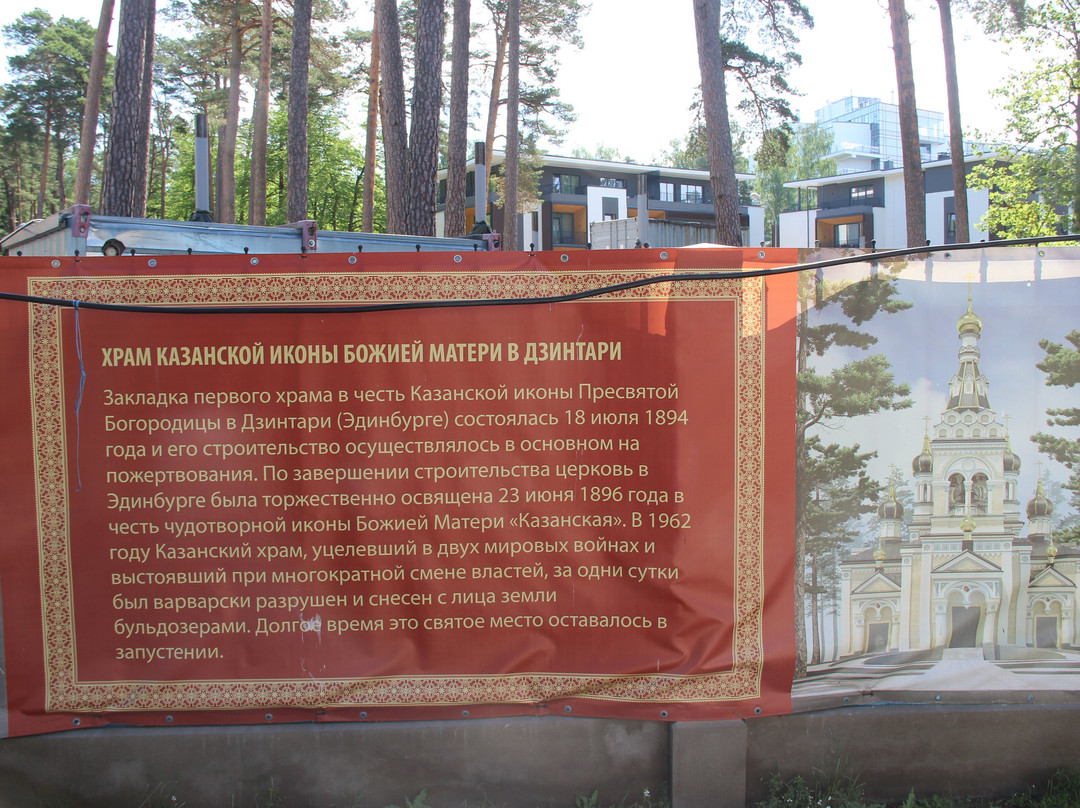 ХРАМ КАЗАНСКОЙ ИКОНЫ БОЖИЕЙ МАТЕРИ В ДЗИНТАРИ
Закладка первого храма в честь Казанской иконы Пресвятой
Богородицы в Дзинтари (Эдинбурге) состоялась 18 июля 1894
года и его строительство осуществлялось в основном на
пожертвования. По завершении строительства церковь в
Эдинбурге была торжественно освящена 23 июня 1896 года в
честь чудотворной иконы Божией Матери «Казанская». В 1962
году Казанский храм, уцелевший в двух мировых войнах и
выстоявший при многократной смене властей, за одни сутки
был варварски разрушен и снесен с лица земли
бульдозерами. Долгое время это святое место оставалось в
запустении.